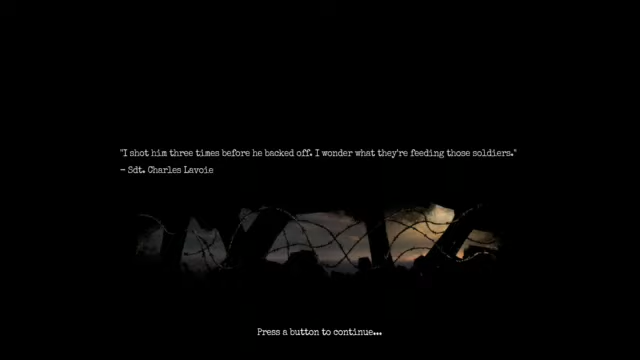 "I shot him three times before he backed off. I wonder what they're feeding those soldiers."
- Sdt. Charles Lavoie
Press a button to continue...